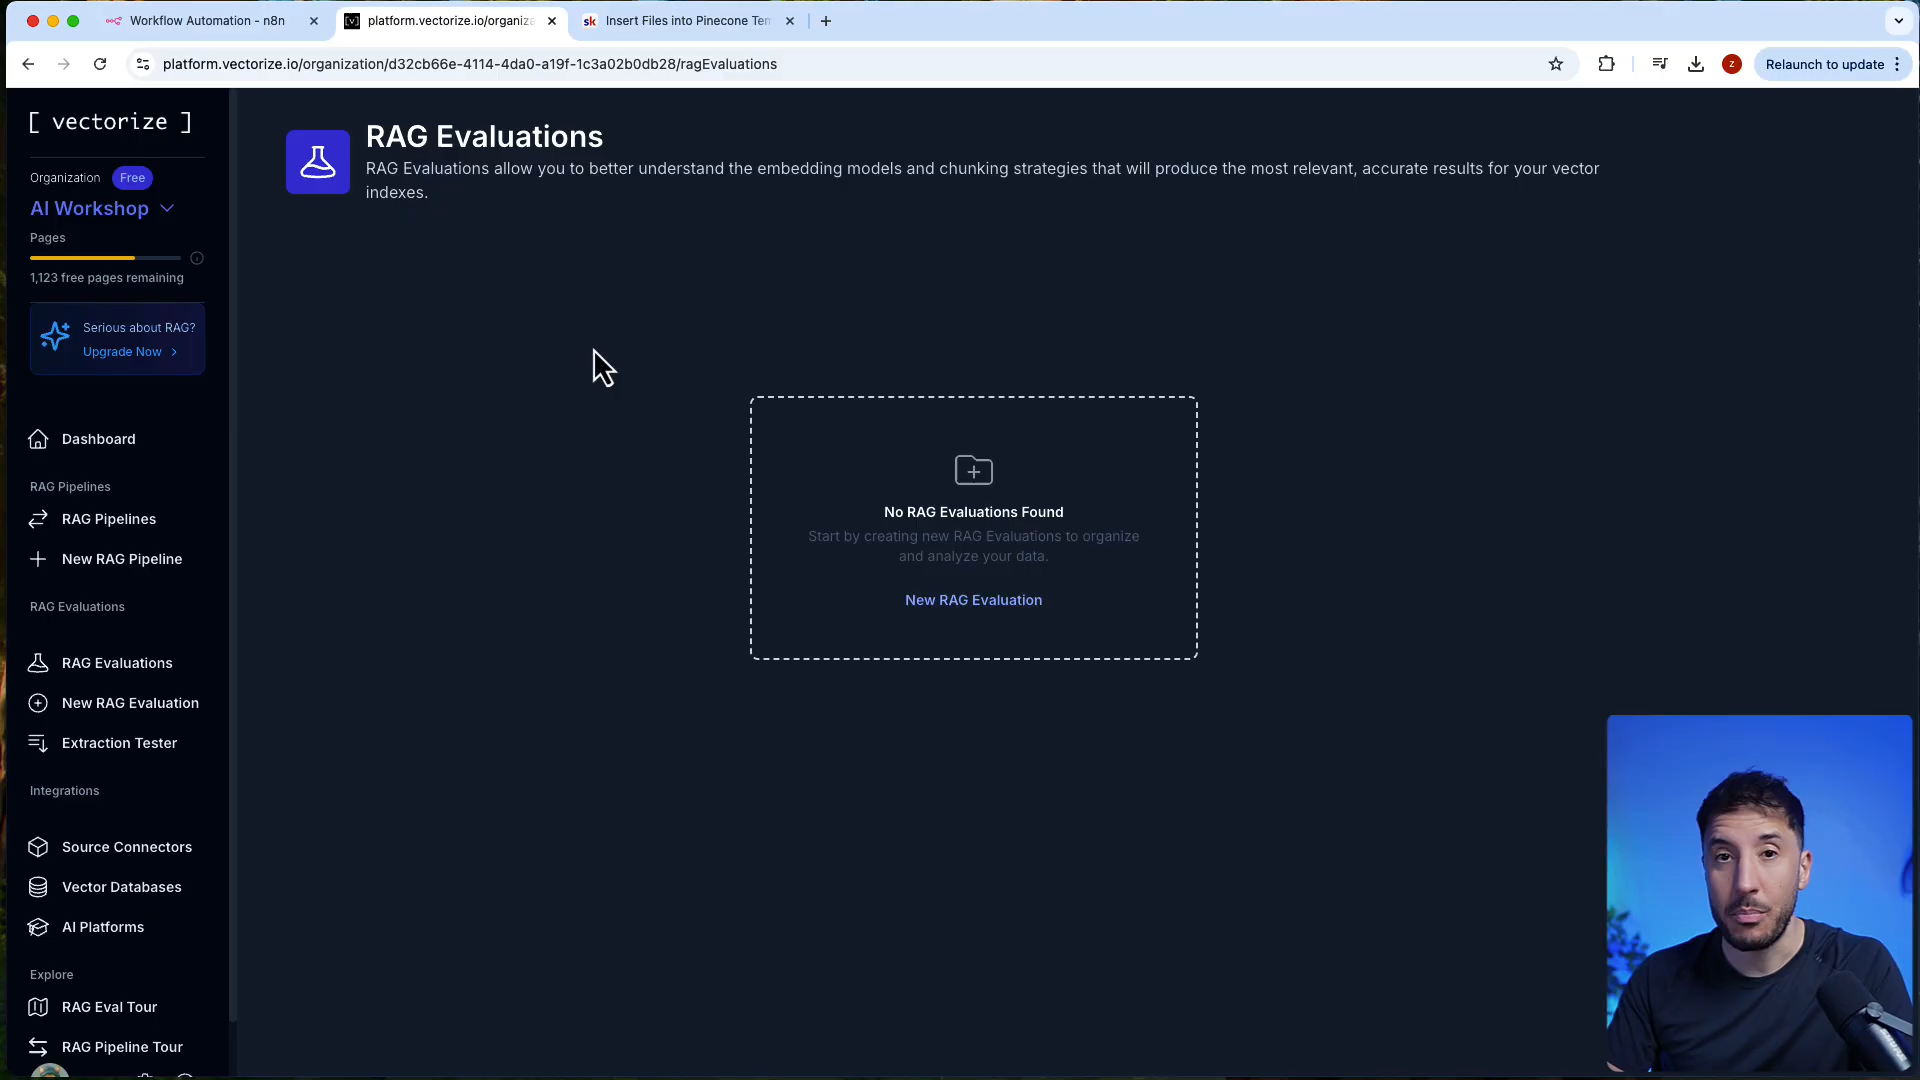 Workflow Automation - n8n
platform.vectorize.io/organiza
sk
Insert Files into Pinecone Tem
platform.vectorize.io/organization/d32cb66e-4114-4da0-a19f-1c3a02b0db28/ragEvaluations
z
Relaunch to update
[ vectorize ]
Organization Free
AI Workshop
Pages
1,123 free pages remaining
Serious about RAG?
Upgrade Now
Dashboard
RAG Pipelines
RAG Pipelines
New RAG Pipeline
RAG Evaluations
RAG Evaluations
New RAG Evaluation
Extraction Tester
Integrations
Source Connectors
Vector Databases
AI Platforms
Explore
RAG Eval Tour
RAG Pipeline Tour
RAG Evaluations
RAG Evaluations allow you to better understand the embedding models and chunking strategies that will produce the most relevant, accurate results for your vector
indexes.
No RAG Evaluations Found
Start by creating new RAG Evaluations to organize
and analyze your data.
New RAG Evaluation